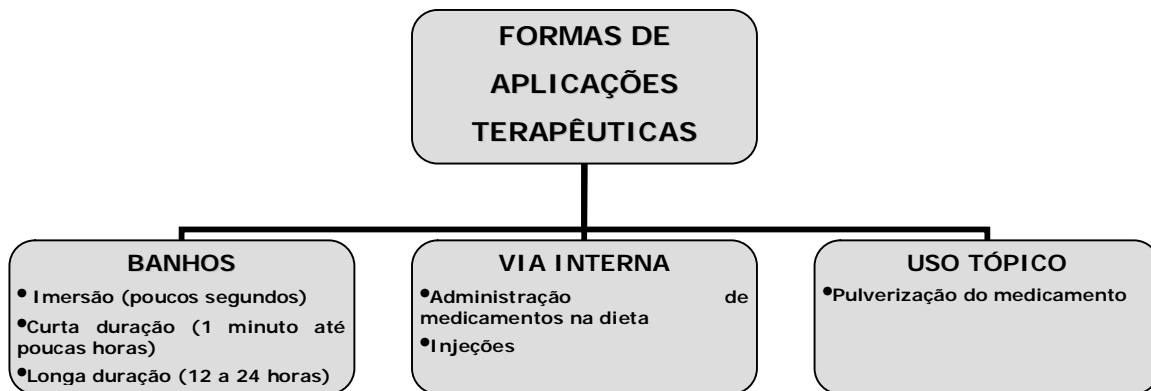 FORMAS DE
APLICAÇÕES
TERAPÊUTICAS
BANHOS
• Imersão (poucos segundos)
•Curta duração (1 minuto até
poucas horas)
•Longa duração (12 a 24 horas)
VIA INTERNA
•Administração de
medicamentos na dieta
•Injeções
USO TÓPICO
•Pulverização do medicamento